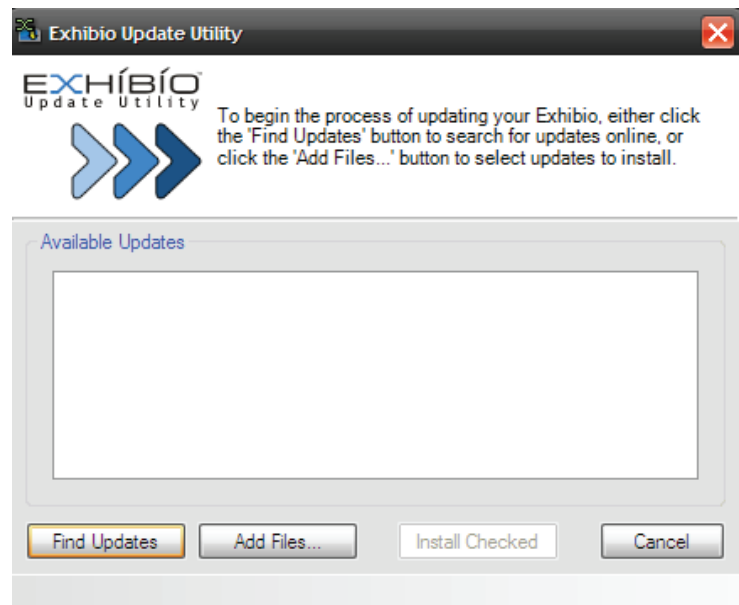 Exhibio Update Utility
EXHÍBÍO
Update Utility
To begin the process of updating your Exhibio, either click
the 'Find Updates' button to search for updates online, or
click the 'Add Files...' button to select updates to install.
Available Updates
Find Updates
Add Files...
Install Checked
Cancel